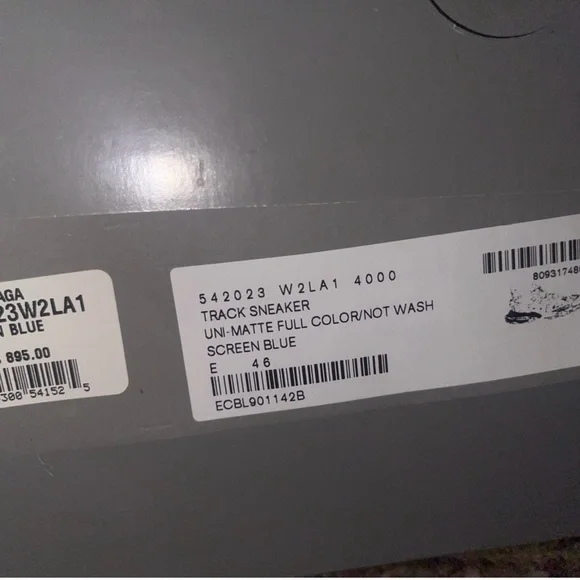 AGA
23W2LA1
N BLUE
895.00
300 54152 5
542023 W2LA1 4000
TRACK SNEAKER
UNI-MATTE FULL COLOR/NOT WASH
SCREEN BLUE
E 46
ECBL901142B
80931748